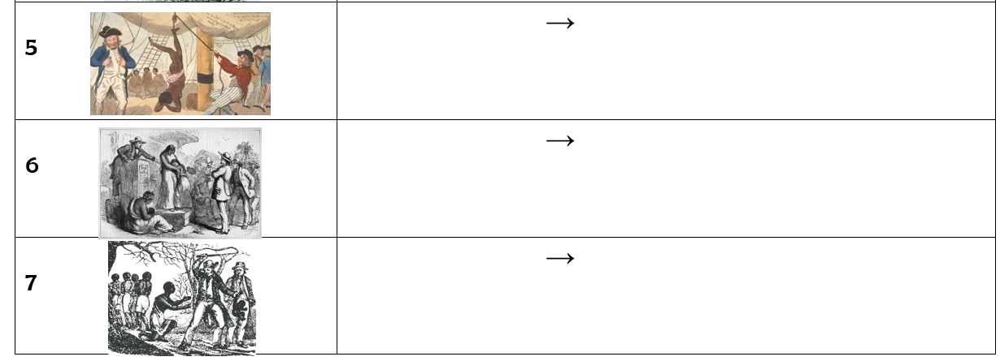 5 →
6 →
7 →